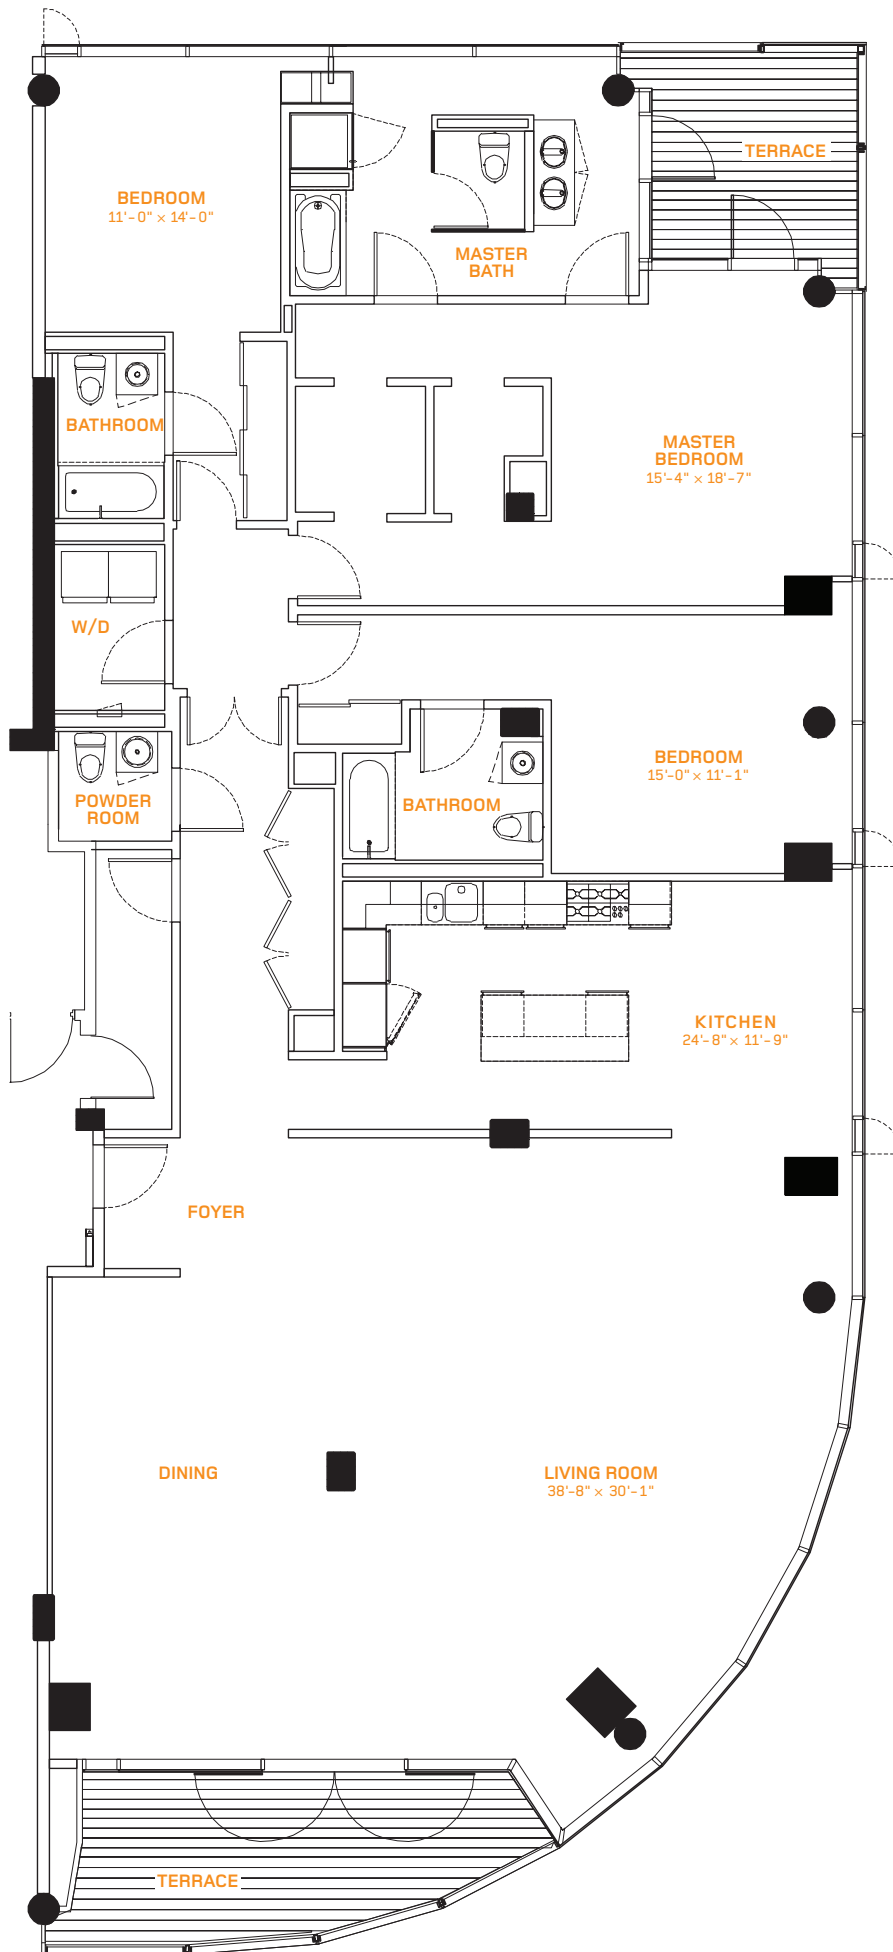 TERRACE
BEDROOM
11'-0" × 14'-0"
MASTER
BATH
BATHROOM
MASTER
BEDROOM
15'-4" × 18'-7"
W/D
BEDROOM
15'-0" × 11'-1"
POWDER
ROOM
BATHROOM
KITCHEN
24'-8" × 11'-9"
FOYER
DINING
LIVING ROOM
38'-8" × 30'-1"
TERRACE